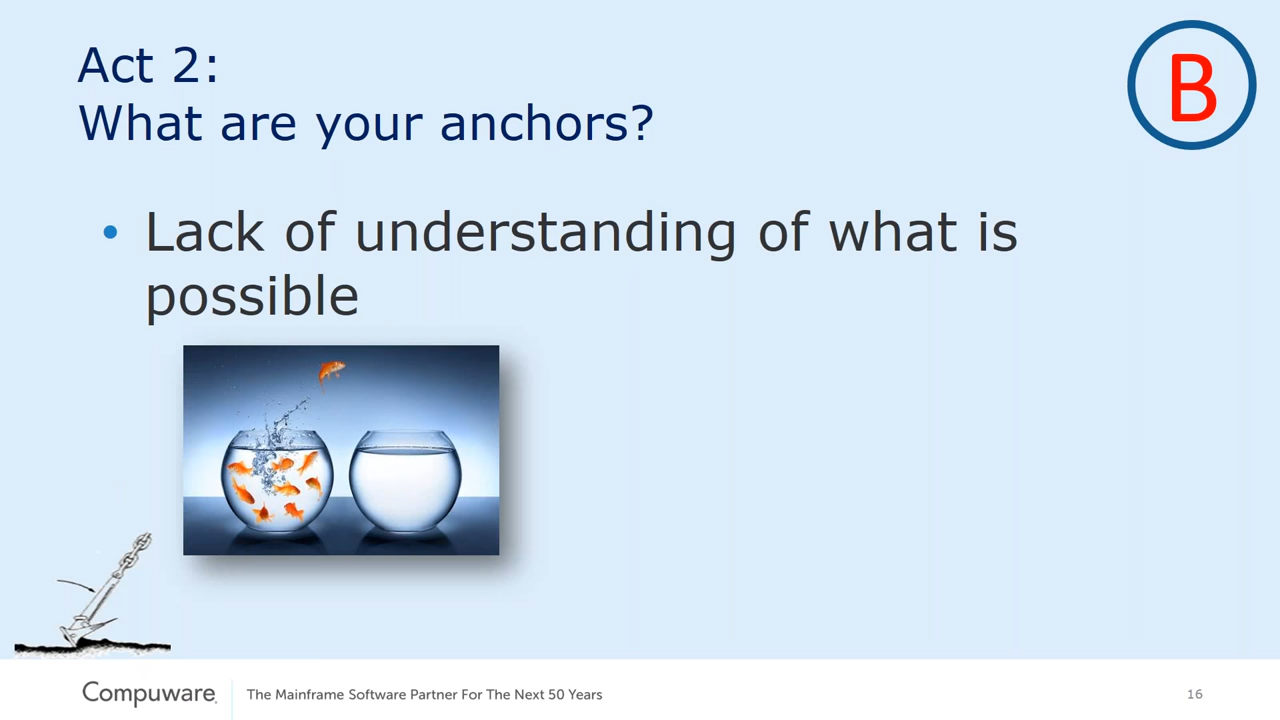 Act 2:
What are your anchors?
B
• Lack of understanding of what is
possible
Compuware.
The Mainframe Software Partner For The Next 50 Years
16